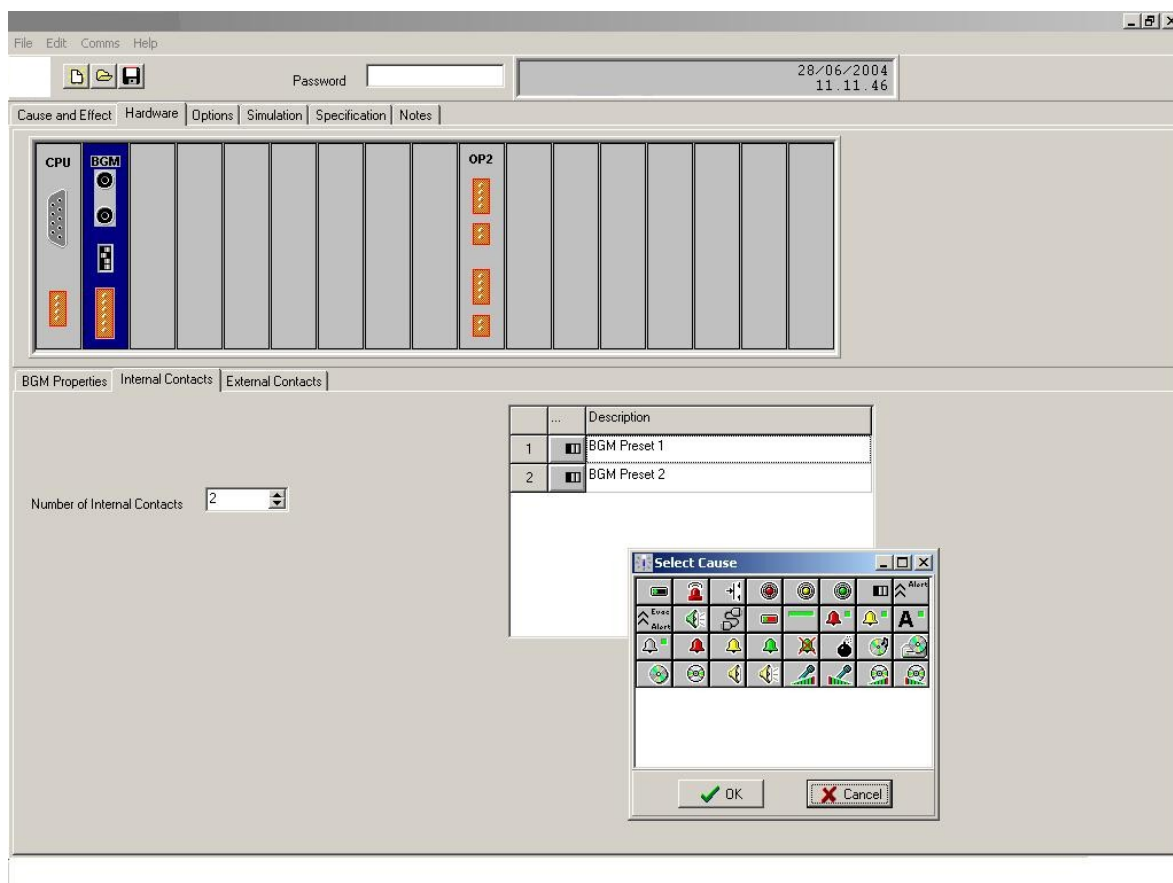 File Edit Comms Help
Password
28/06/2004
11.11.46
Cause and Effect Hardware Options Simulation Specification Notes
CPU BGM OP2
BGM Properties Internal Contacts External Contacts
... Description
1 BGM Preset 1
2 BGM Preset 2
Number of Internal Contacts 2
Select Cause
Alert
Evac
Alert
A
OK Cancel